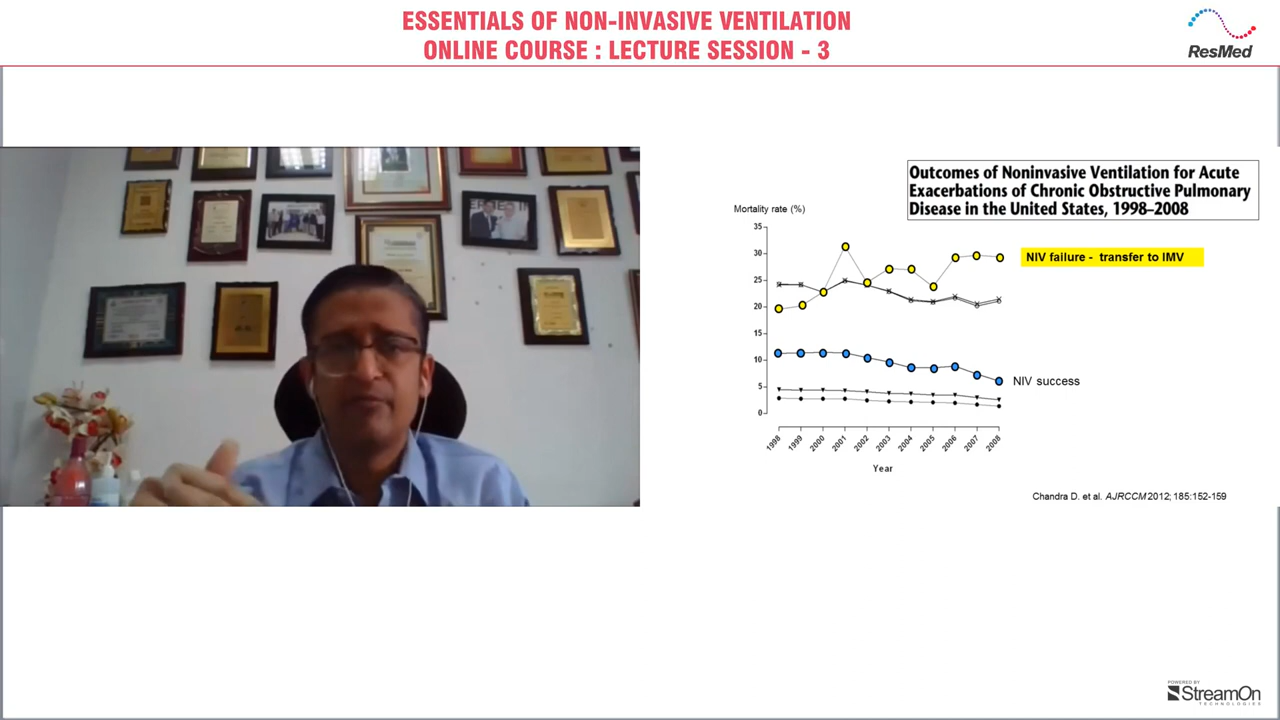 ESSENTIALS OF NON-INVASIVE VENTILATION
ONLINE COURSE : LECTURE SESSION - 3
ResMed
Outcomes of Noninvasive Ventilation for Acute
Exacerbations of Chronic Obstructive Pulmonary
Disease in the United States, 1998–2008
Mortality rate (%)
35
30
25
20
15
10
5
0
NIV failure - transfer to IMV
NIV success
1998
1999
2000
2001
2002
2003
2004
2005
2006
2007
2008
Year
Chandra D. et al. AJRCCM 2012; 185:152-159
POWERED BY
StreamOn
TECHNOLOGIES